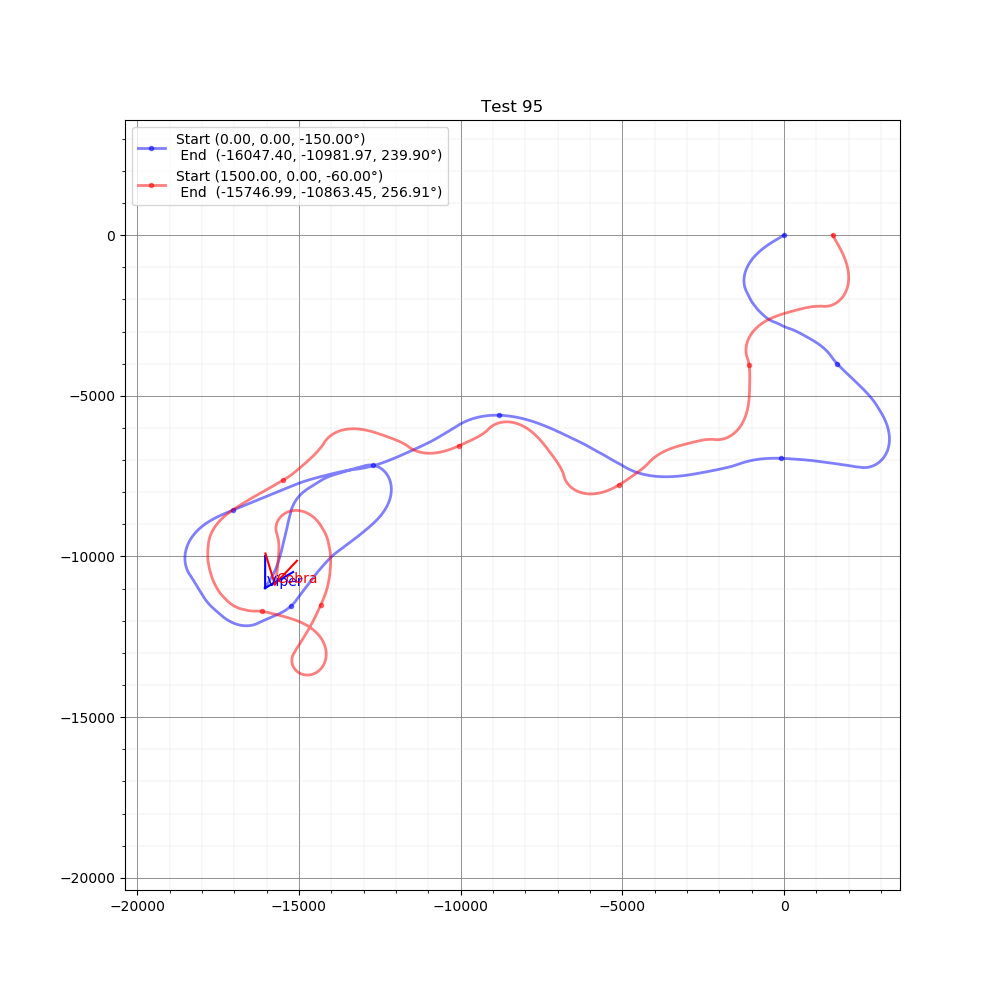 Test 95
Start (0.00, 0.00, -150.00°)
End (-16047.40, -10981.97, 239.90°)
Start (1500.00, 0.00, -60.00°)
End (-15746.99, -10863.45, 256.91°)
0
−5000
−10000
−15000
−20000
−20000
−15000
−10000
−5000
0